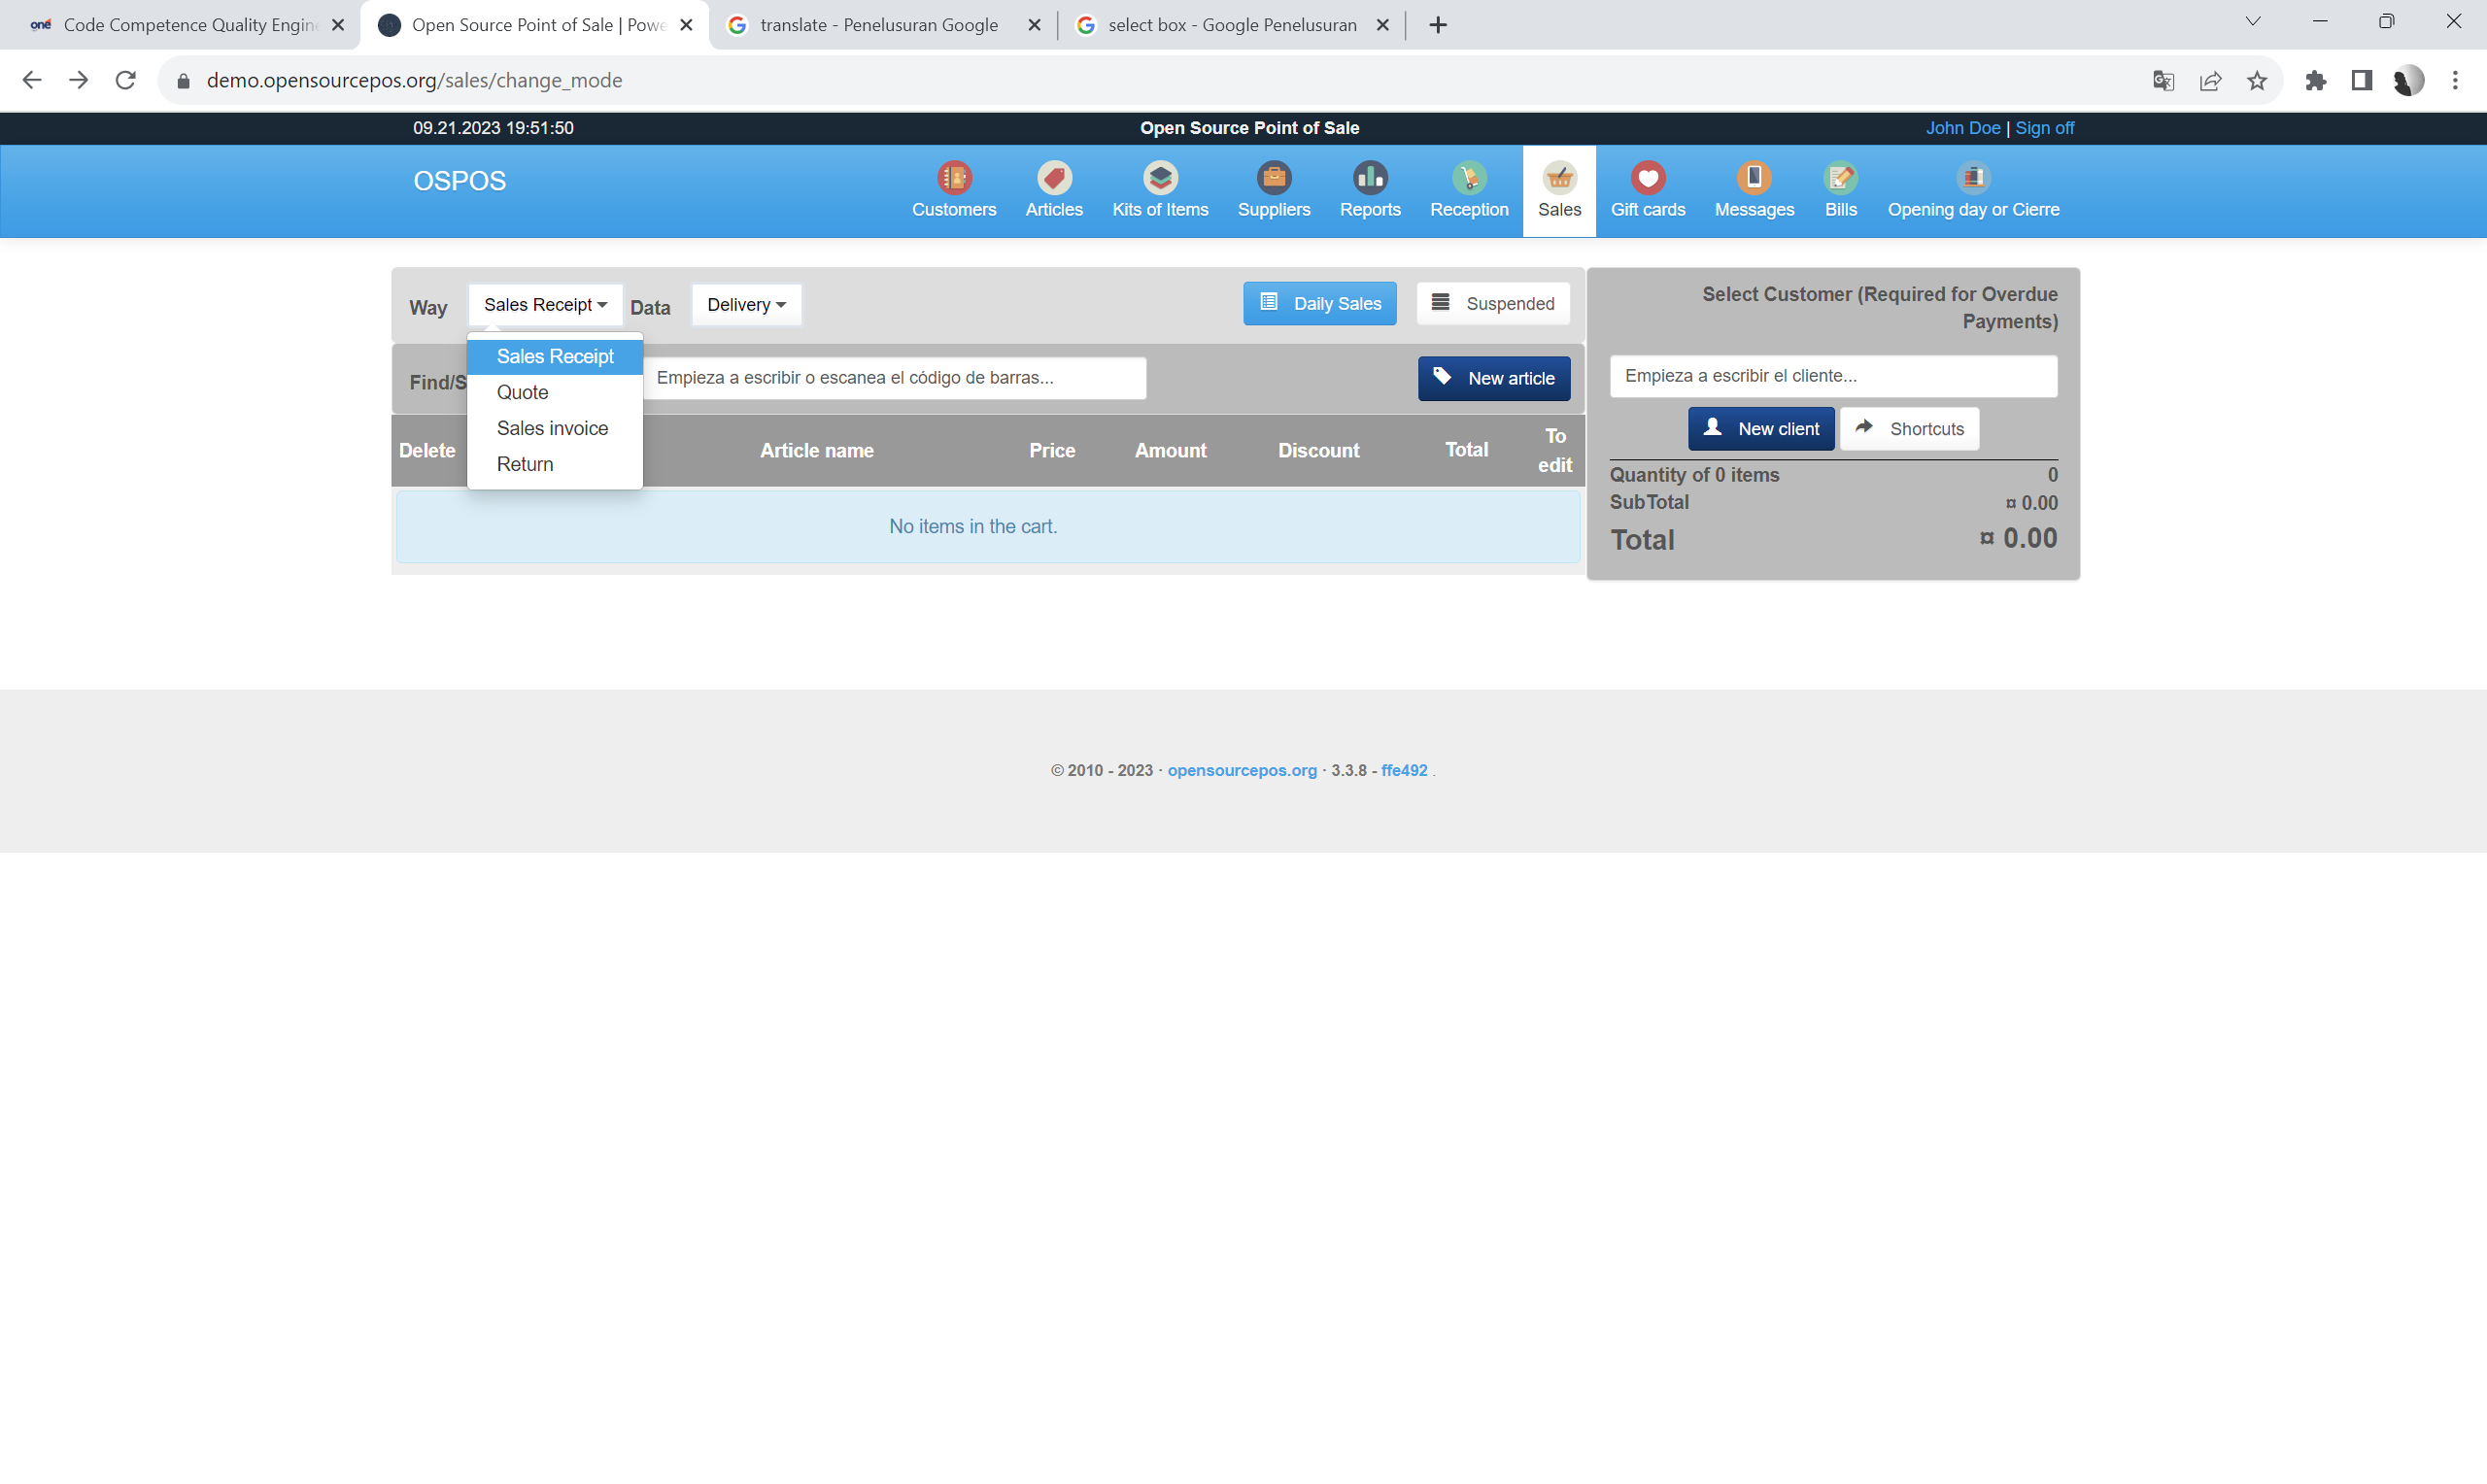 one Code Competence Quality Engine
Open Source Point of Sale | Powe
translate - Penelusuran Google
select box - Google Penelusuran
demo.opensourcepos.org/sales/change_mode
09.21.2023 19:51:50
Open Source Point of Sale
John Doe | Sign off
OSPOS
Customers
Articles
Kits of Items
Suppliers
Reports
Reception
Sales
Gift cards
Messages
Bills
Opening day or Cierre
Way
Sales Receipt
Data
Delivery
Daily Sales
Suspended
Sales Receipt
Quote
Sales invoice
Return
Find/S
Empieza a escribir o escanea el código de barras...
New article
Delete
Article name
Price
Amount
Discount
Total
To
edit
No items in the cart.
Select Customer (Required for Overdue
Payments)
Empieza a escribir el cliente...
New client
Shortcuts
Quantity of 0 items 0
SubTotal ¤ 0.00
Total ¤ 0.00
© 2010 - 2023 · opensourcepos.org · 3.3.8 - ffe492 .